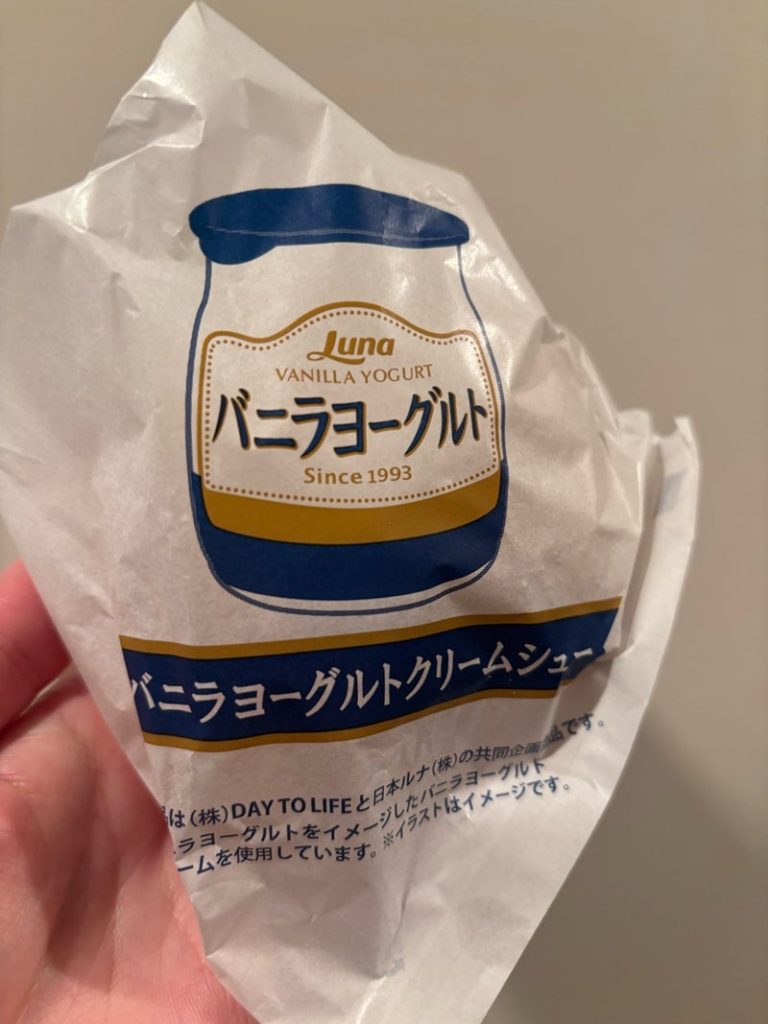 Luna
VANILLA YOGURT
バニラヨーグルト
Since 1993
バニラヨーグルトクリームシュー
は(株)DAY TO LIFEと日本ルナ(株)の共同企画品です。
ラヨーグルトをイメージしたバニラヨーグルト
ームを使用しています。※イラストはイメージです。